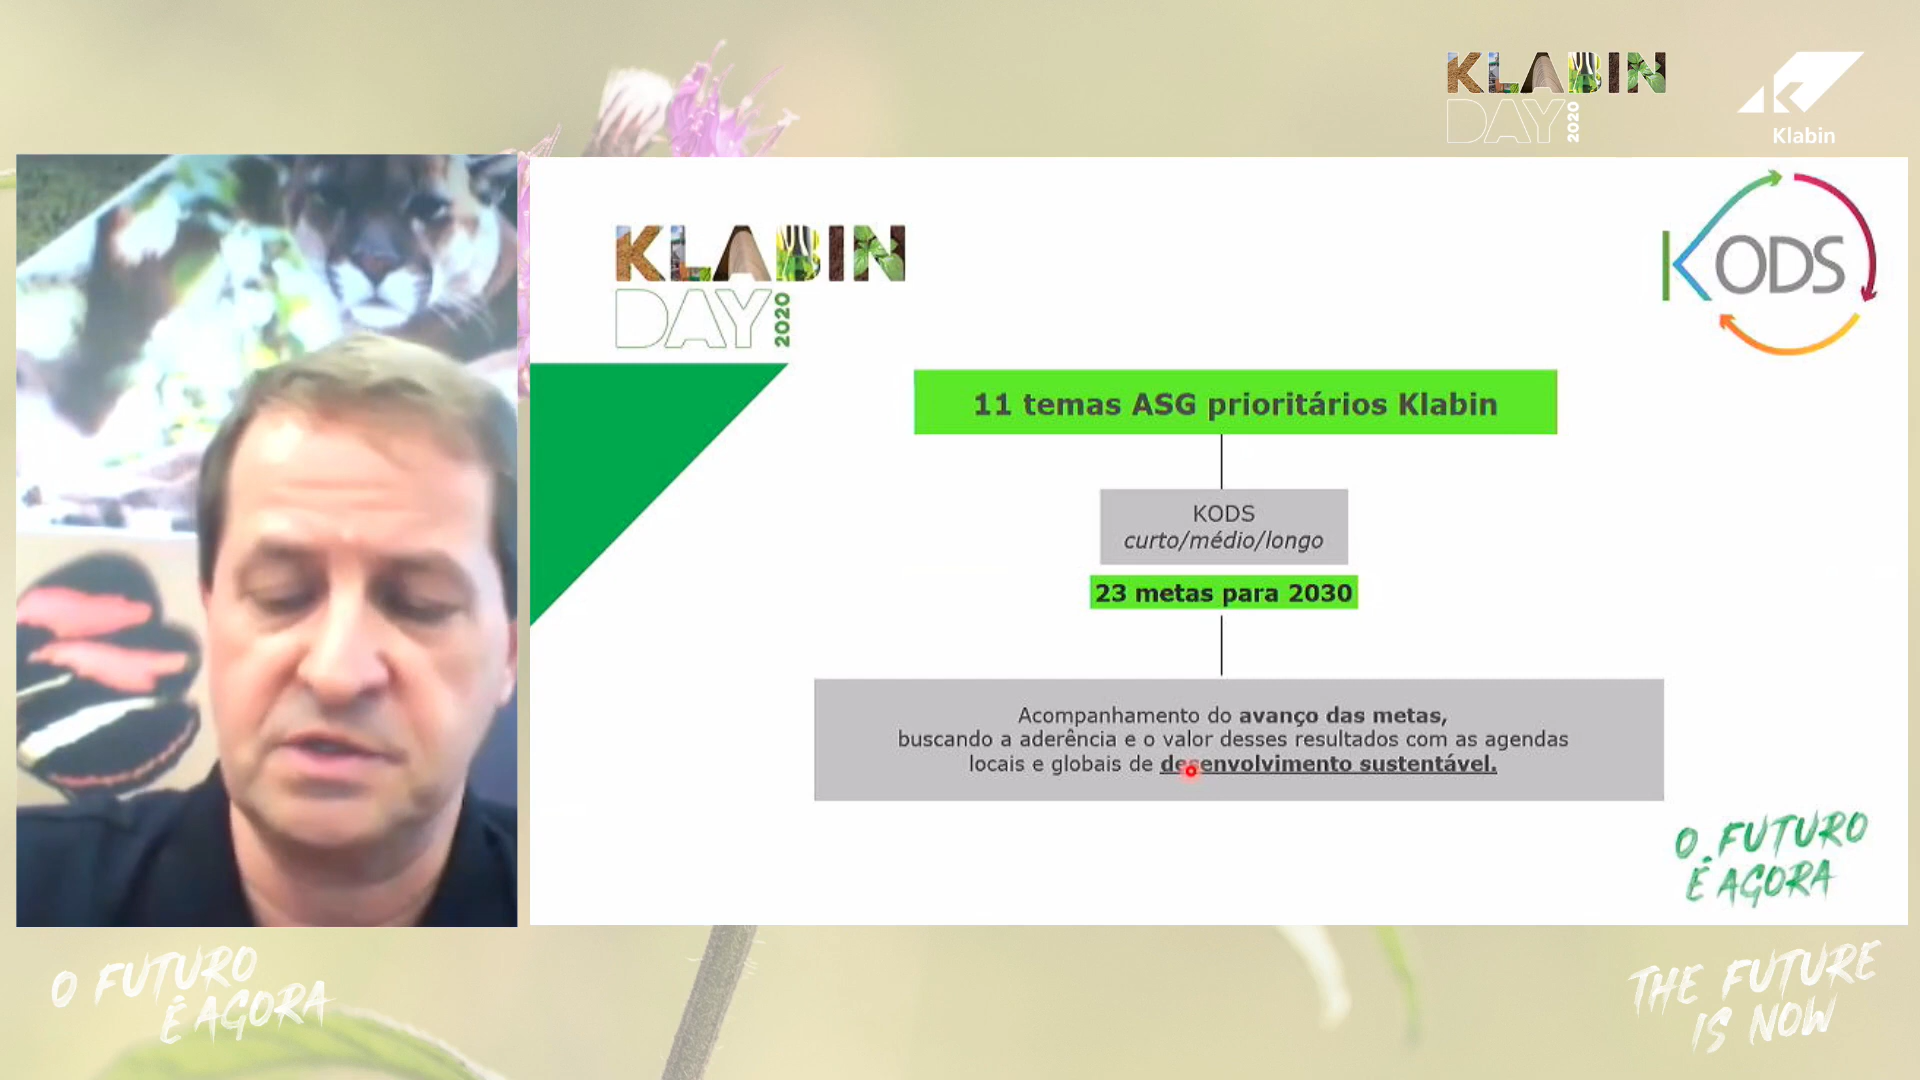 KLABIN
DAY 2020
Klabin
KLABIN
DAY 2020
KODS
11 temas ASG prioritários Klabin
KODS
curto/médio/longo
23 metas para 2030
Acompanhamento do avanço das metas,
buscando a aderência e o valor desses resultados com as agendas
locais e globais de desenvolvimento sustentável.
O FUTURO
É AGORA
O FUTURO
É AGORA
THE FUTURE
IS NOW